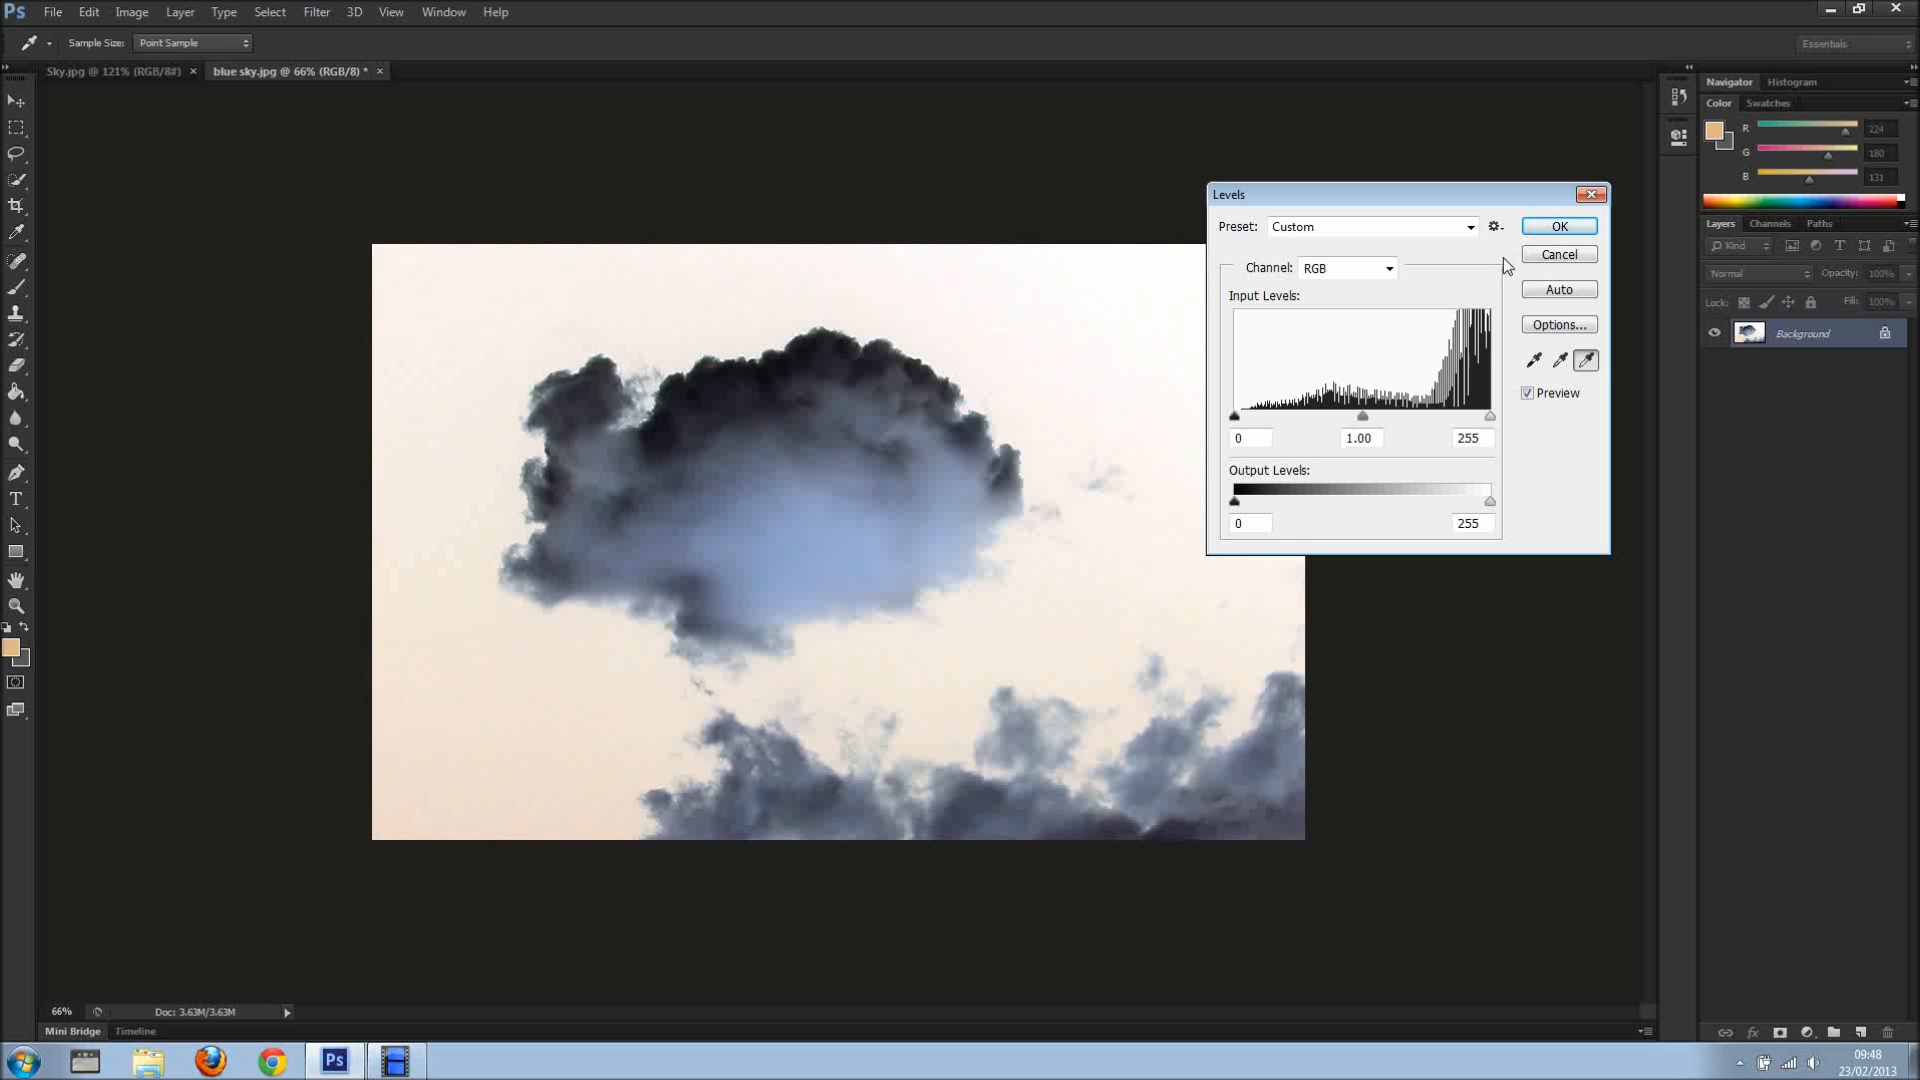 Ps File Edit Image Layer Type Select Filter 3D View Window Help
Sample Size: Point Sample
Essentials
Sky.jpg @ 121% (RGB/8#) × blue sky.jpg @ 66% (RGB/8) * ×
Navigator Histogram
Color Swatches
R 224
G 180
B 131
Layers Channels Paths
Kind
Normal Opacity: 100%
Lock: Fill: 100%
Background
Levels
Preset: Custom
OK
Cancel
Channel: RGB
Auto
Input Levels:
Options...
Preview
0 1.00 255
Output Levels:
0 255
T
66% Doc: 3.63M/3.63M
Mini Bridge Timeline
fx
Ps
09:48
23/02/2013